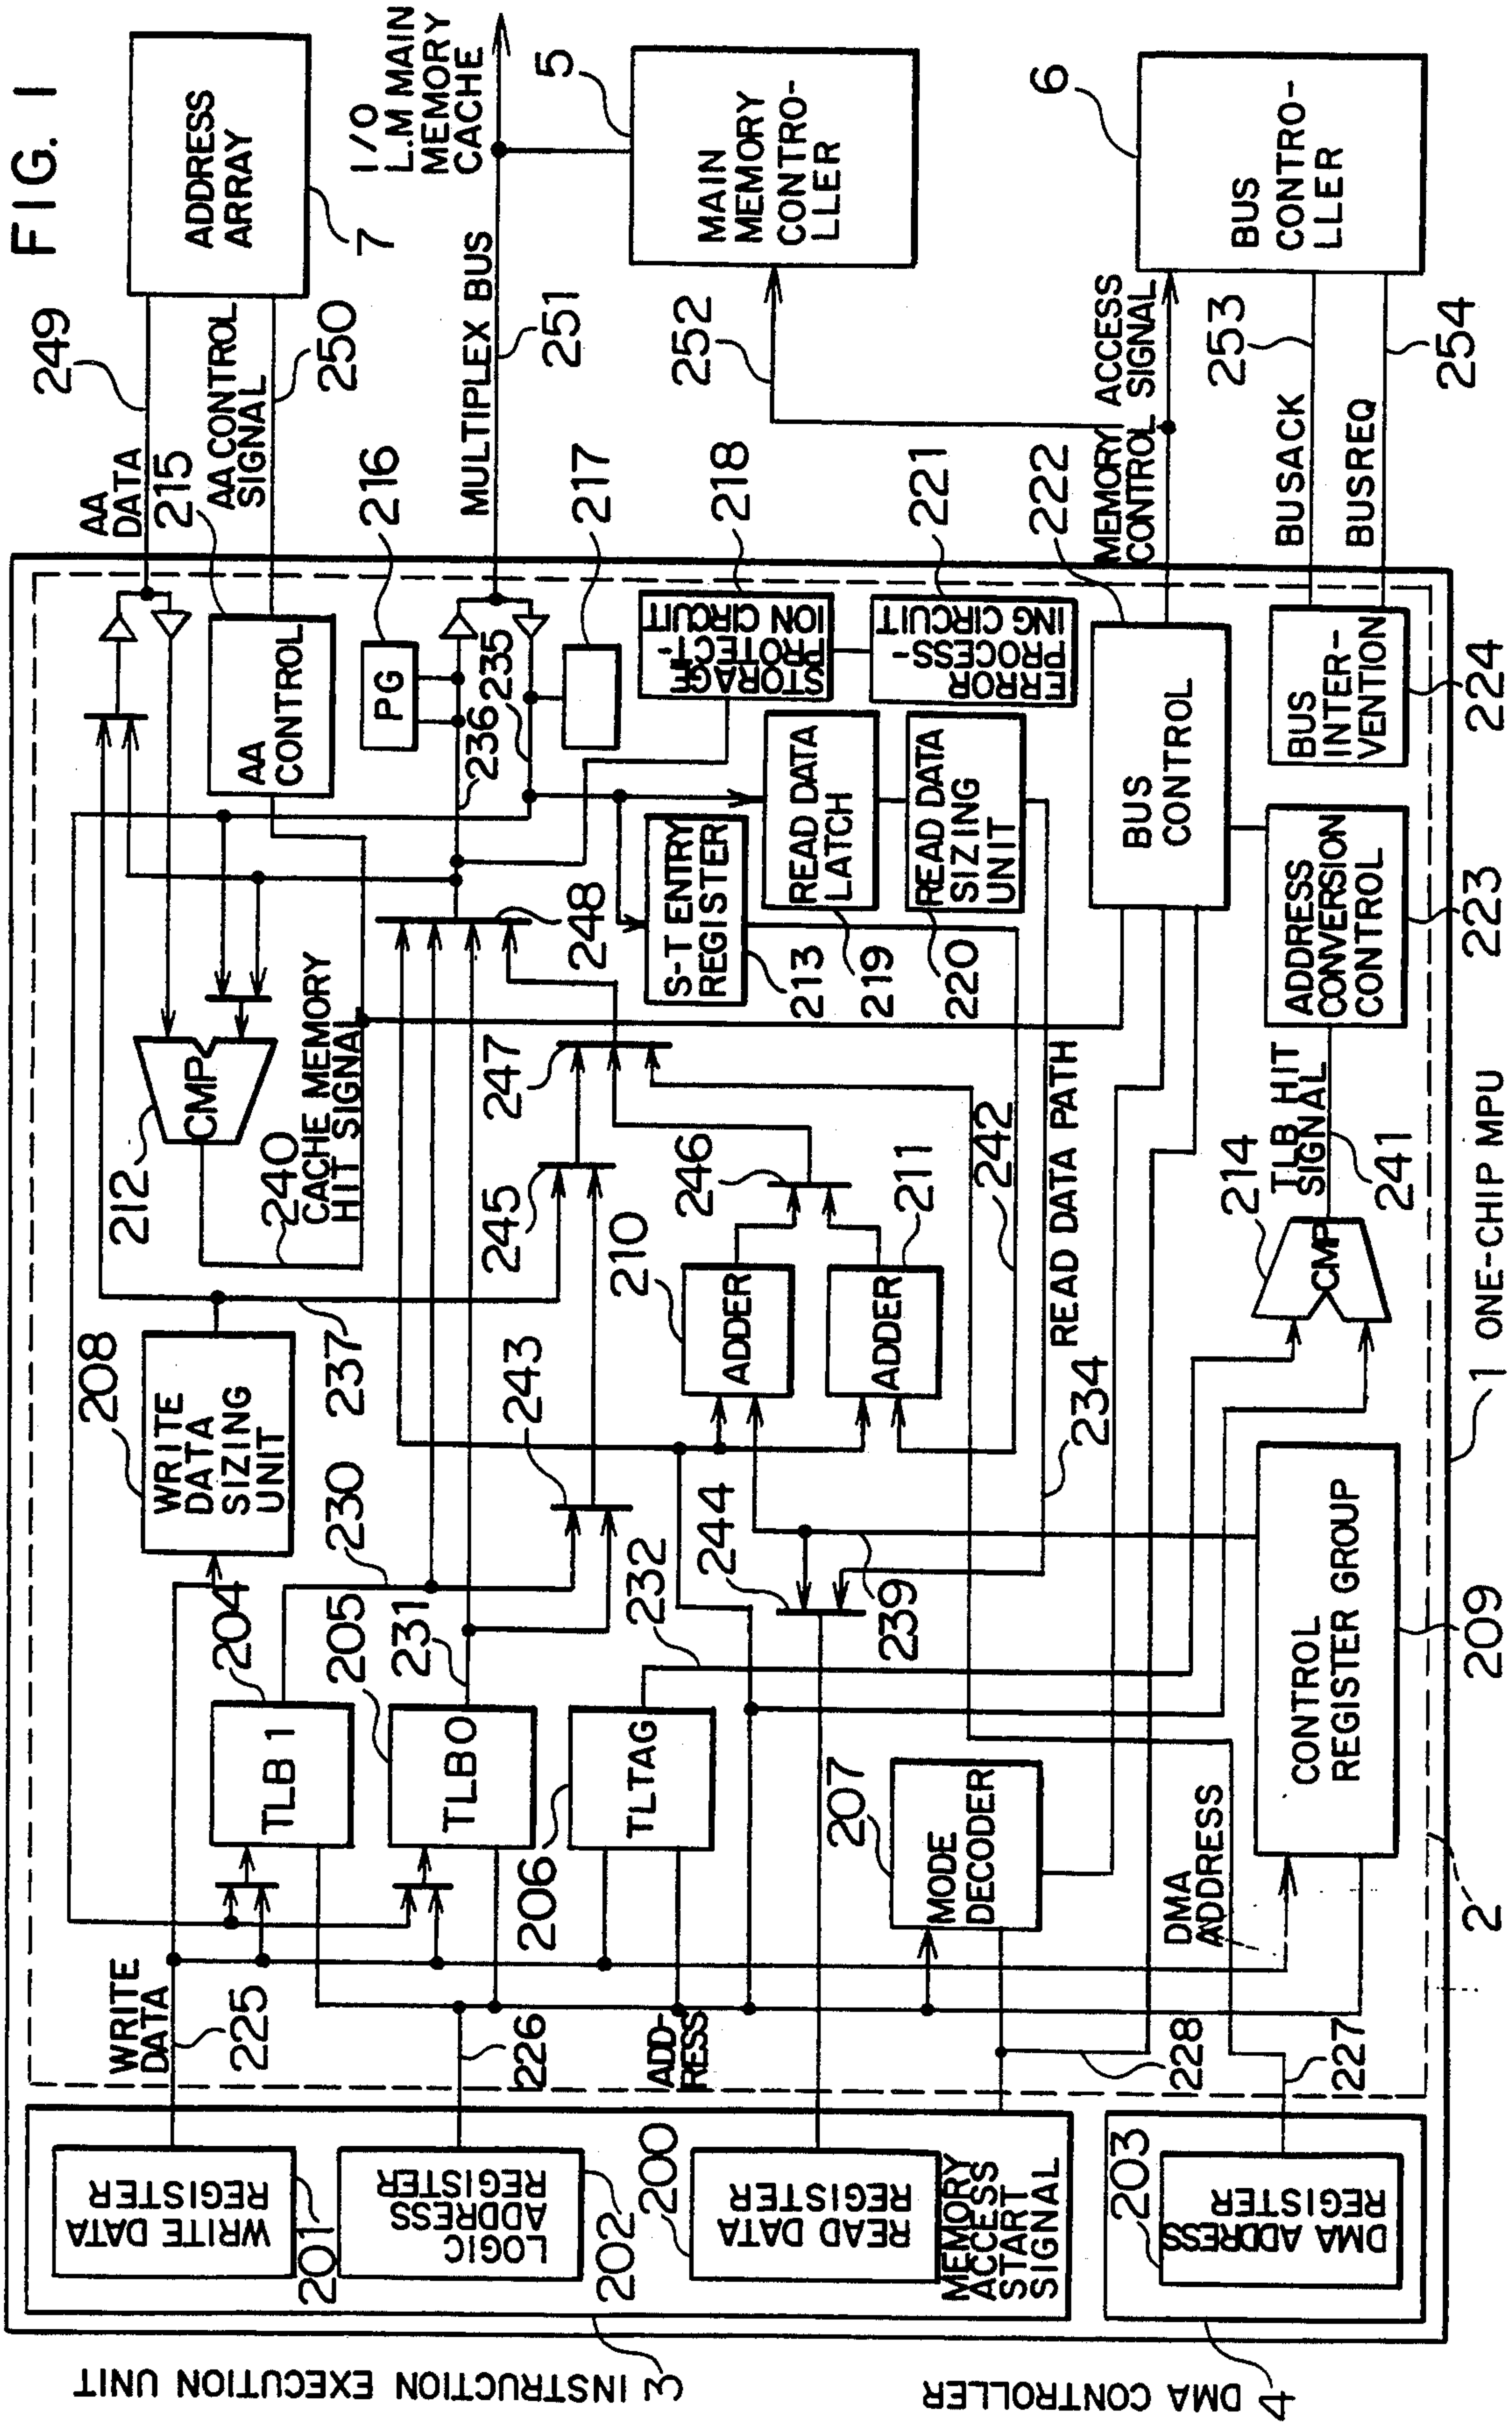 FIG. 1
249
AA
DATA
215
AA CONTROL
SIGNAL
250
ADDRESS
ARRAY
7
216
MULTIPLEX BUS
251
I/O
L.M MAIN
MEMORY
CACHE
217
5
MAIN
MEMORY
CONTRO-
LLER
252
218
221
222
MEMORY ACCESS
CONTROL SIGNAL
6
BUS
CONTRO-
LLER
BUSACK
253
BUSREQ
254
AA
CONTROL
PG
236
235
STORAGE
PROTECT-
ION CIRCUIT
ERROR
PROCESS-
ING CIRCUIT
BUS
CONTROL
BUS
INTER-
VENTION
224
212
CMP
240
CACHE MEMORY
HIT SIGNAL
248
S-T ENTRY
REGISTER
213
READ DATA
LATCH
219
READ DATA
SIZING
UNIT
220
ADDRESS
CONVERSION
CONTROL
223
208
WRITE
DATA
SIZING
UNIT
237
245
247
246
210
ADDER
211
ADDER
242
READ DATA PATH
234
214
CMP
TLB HIT
SIGNAL
241
204
TLB 1
230
205
TLB 0
231
243
206
TLTAG
232
244
239
207
MODE
DECODER
DMA
ADDRESS
CONTROL
REGISTER GROUP
209
1 ONE-CHIP MPU
2
WRITE
DATA
225
226
ADD-
RESS
228
227
WRITE DATA
REGISTER
201
LOGIC
ADDRESS
REGISTER
202
200
READ DATA
REGISTER
MEMORY
ACCESS
START
SIGNAL
203
DMA ADDRESS
REGISTER
3 INSTRUCTION EXECUTION UNIT
DMA CONTROLLER
4